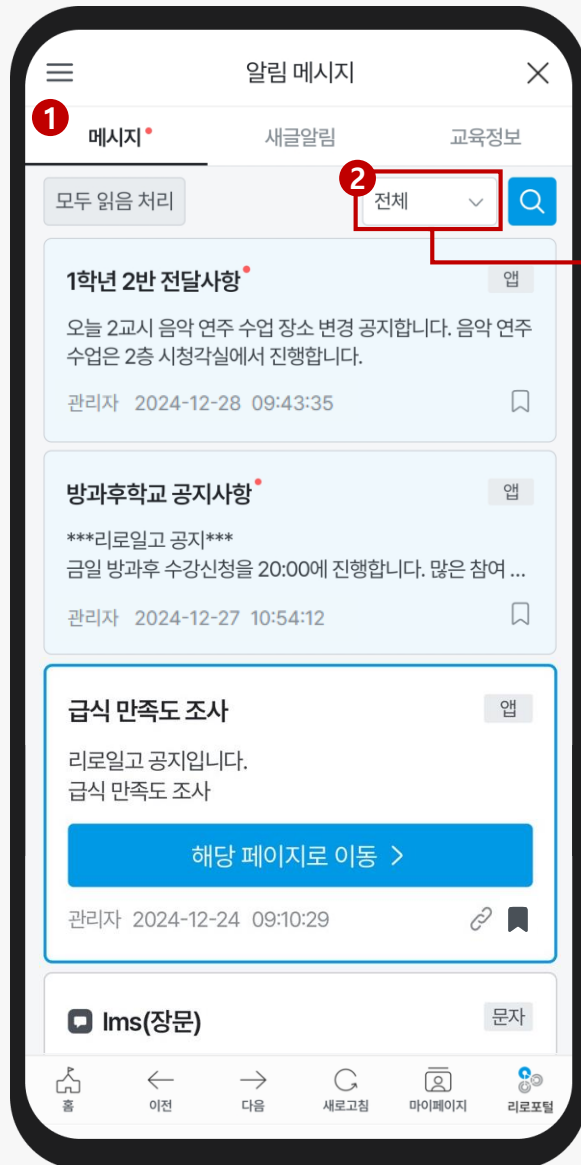 알림 메시지
1
메시지
새글알림
교육정보
모두 읽음 처리
2
전체
1학년 2반 전달사항
앱
오늘 2교시 음악 연주 수업 장소 변경 공지합니다. 음악 연주
수업은 2층 시청각실에서 진행합니다.
관리자 2024-12-28 09:43:35
방과후학교 공지사항
앱
***리로일고 공지***
금일 방과후 수강신청을 20:00에 진행합니다. 많은 참여 ...
관리자 2024-12-27 10:54:12
급식 만족도 조사
앱
리로일고 공지입니다.
급식 만족도 조사
해당 페이지로 이동 >
관리자 2024-12-24 09:10:29
lms(장문)
문자
홈
이전
다음
새로고침
마이페이지
리로포털